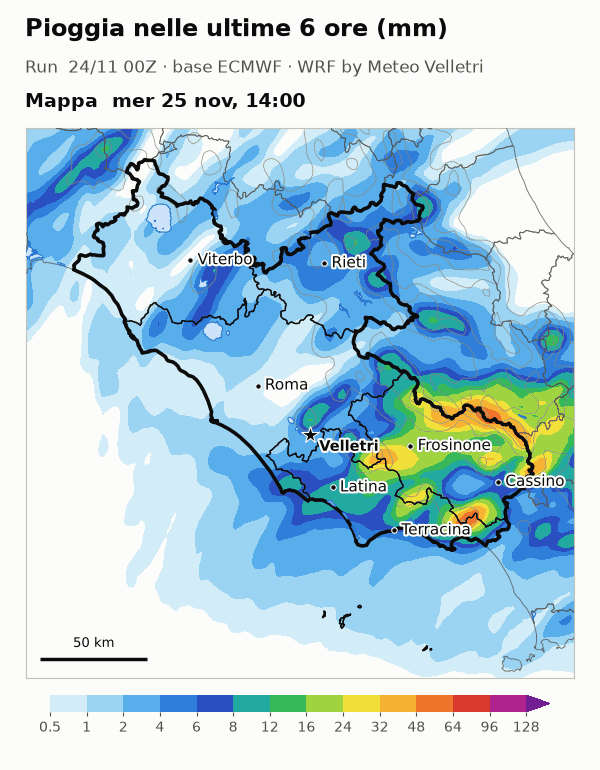 Pioggia nelle ultime 6 ore (mm)
Run  24/11 00Z · base ECMWF · WRF by Meteo Velletri
Mappa  mer 25 nov, 14:00
Viterbo
Rieti
Roma
Velletri
Frosinone
Cassino
Latina
Terracina
50 km
0.5 1 2 4 6 8 12 16 24 32 48 64 96 128